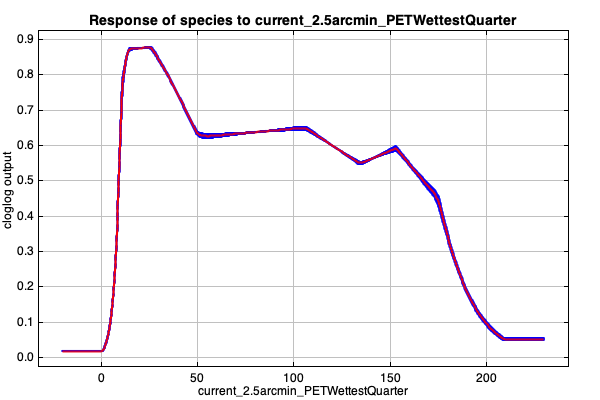 Response of species to current_2.5arcmin_PETWettestQuarter
cloglog output
0.9
0.8
0.7
0.6
0.5
0.4
0.3
0.2
0.1
0.0
0 50 100 150 200
current_2.5arcmin_PETWettestQuarter